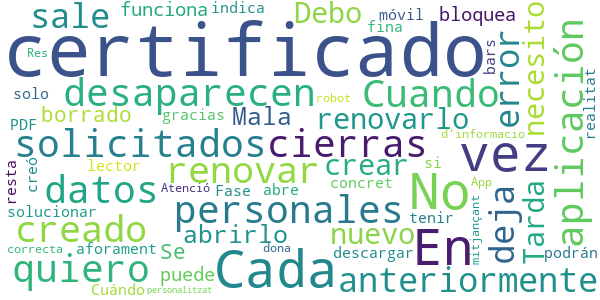 sale funciona indica Debo móvil bloquea
certificado fina
Res bars error necesito aplicación realitat
solo desaparecen Cuando
PDF borrado gracias Mala renovarlo robot d'informacio
solicitados cierras vez
resta creó lector renovar crear si
datos Atenció Fase abre concret No App
solucionar personales tenir deja Tarda
creado correcta aforament abrirlo nuevo En mitjançant
Se dona descargar podrán
quiero puede Cada anteriormente
Cuándo personalitzat